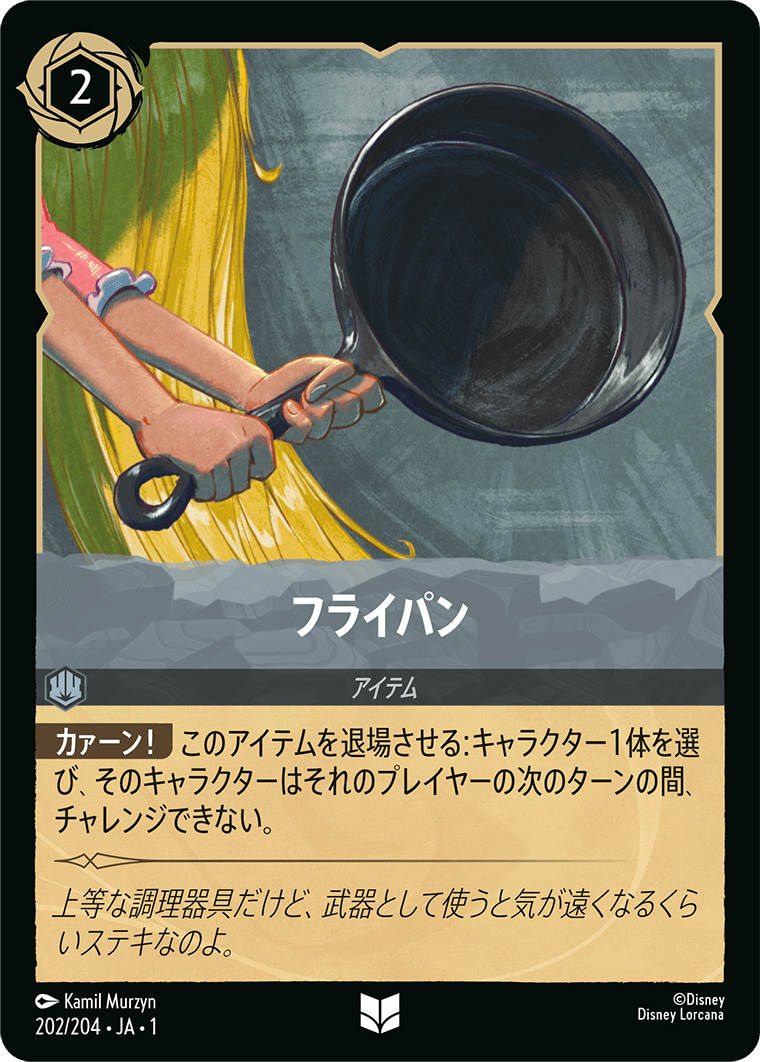 2
フライパン
アイテム
カァーン! このアイテムを退場させる:キャラクター1体を選
び、そのキャラクターはそれのプレイヤーの次のターンの間、
チャレンジできない。
上等な調理器具だけど、武器として使うと気が遠くなるくら
いステキなのよ。
Kamil Murzyn
202/204・JA・1
©Disney
Disney Lorcana